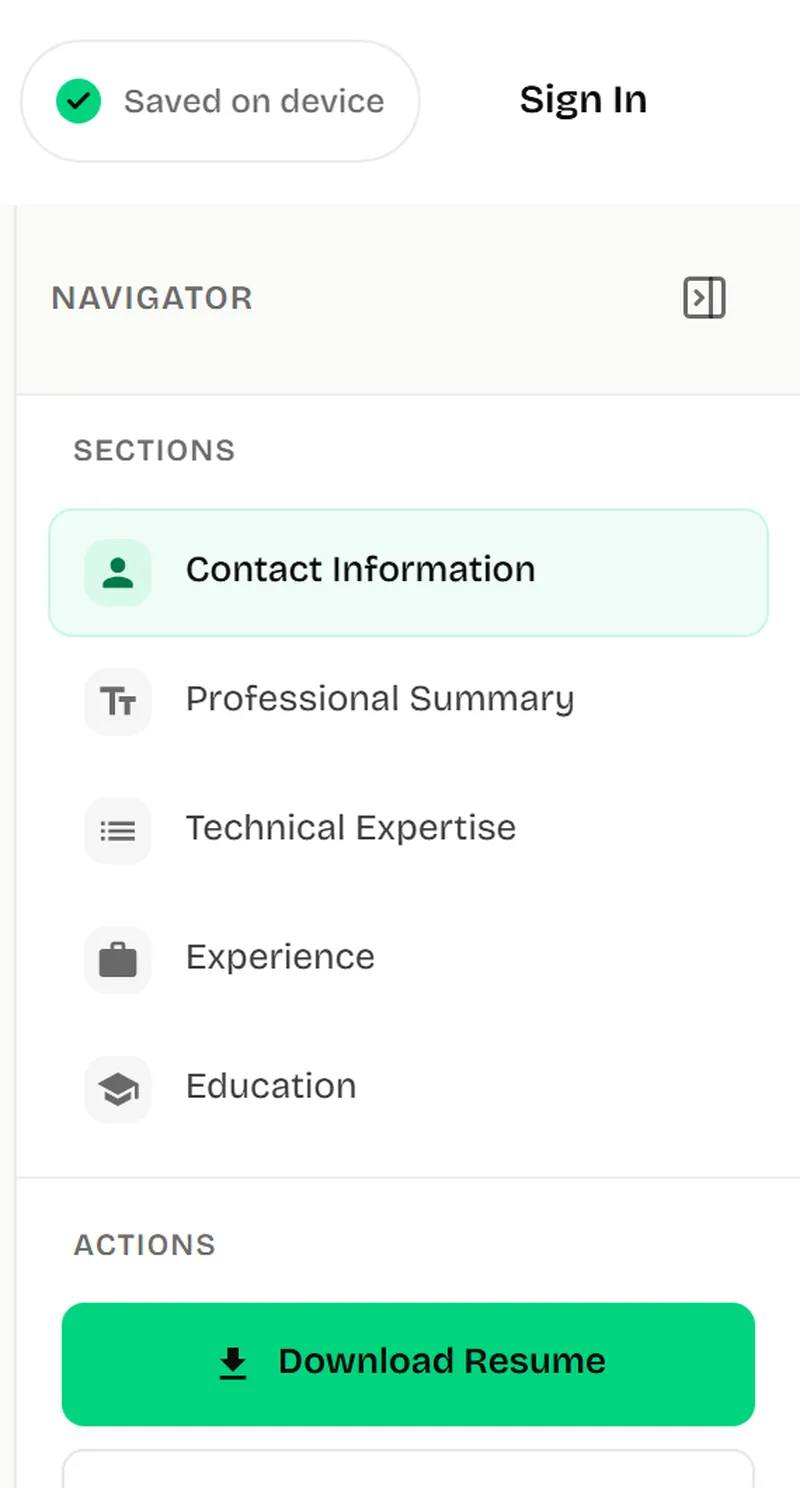 Saved on device
Sign In
NAVIGATOR
SECTIONS
Contact Information
Professional Summary
Technical Expertise
Experience
Education
ACTIONS
Download Resume